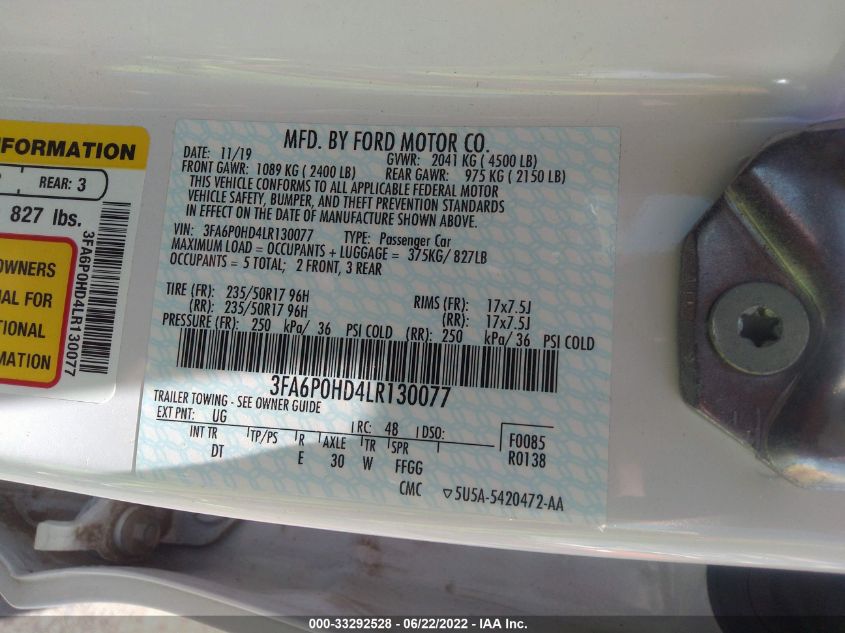 NFORMATION
REAR: 3
827 lbs.
OWNERS
AL FOR
TIONAL
RMATION
3FA6P0HD4LR130077
MFD. BY FORD MOTOR CO.
DATE: 11/19 GVWR: 2041 KG ( 4500 LB)
FRONT GAWR: 1089 KG ( 2400 LB) REAR GAWR: 975 KG ( 2150 LB)
THIS VEHICLE CONFORMS TO ALL APPLICABLE FEDERAL MOTOR
VEHICLE SAFETY, BUMPER, AND THEFT PREVENTION STANDARDS
IN EFFECT ON THE DATE OF MANUFACTURE SHOWN ABOVE.
VIN: 3FA6P0HD4LR130077 TYPE: Passenger Car
MAXIMUM LOAD = OCCUPANTS + LUGGAGE = 375KG/ 827LB
OCCUPANTS = 5 TOTAL; 2 FRONT, 3 REAR
TIRE (FR): 235/50R17 96H RIMS (FR): 17x7.5J
(RR): 235/50R17 96H (RR): 17x7.5J
PRESSURE (FR): 250 kPa/ 36 PSI COLD (RR): 250 kPa/ 36 PSI COLD
3FA6P0HD4LR130077
TRAILER TOWING - SEE OWNER GUIDE
EXT PNT: UG RC: 48 DSO: F0085
INT TR TP/PS R AXLE TR SPR R0138
DT E 30 W FFGG
CMC ▽5U5A-5420472-AA
000-33292528 - 06/22/2022 - IAA Inc.